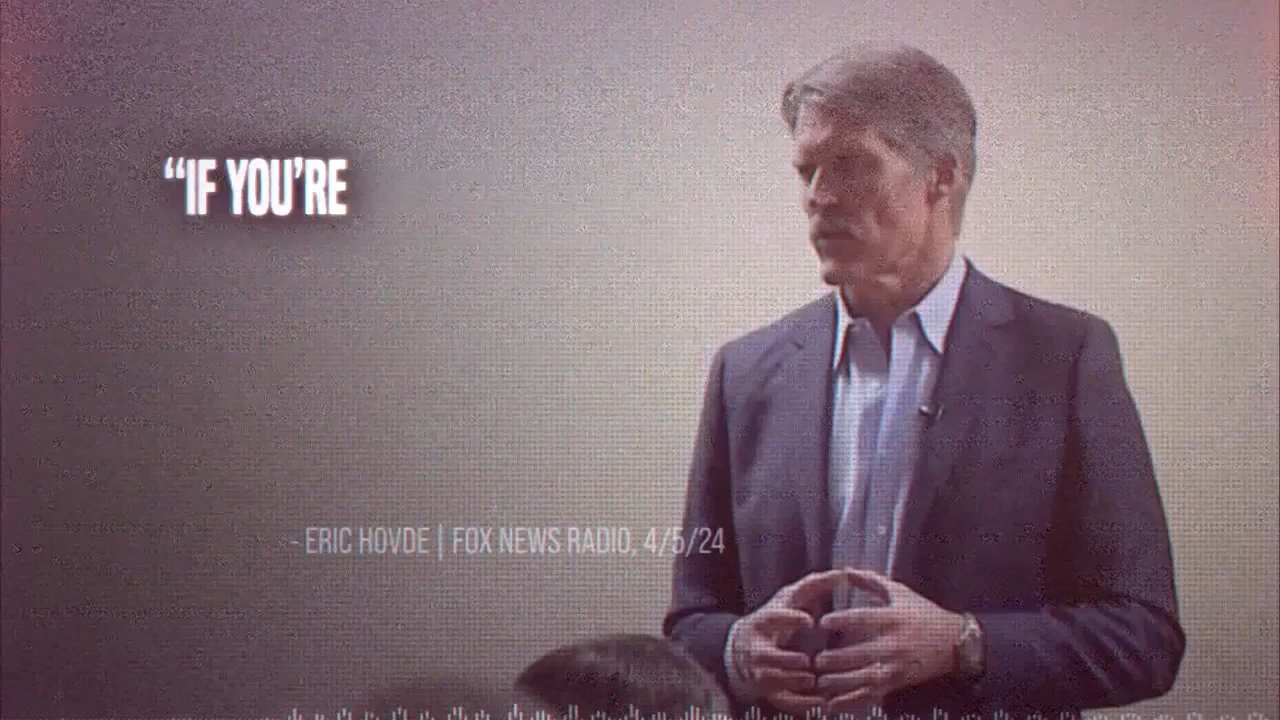 “IF YOU’RE
- ERIC HOVDE | FOX NEWS RADIO, 4/5/24